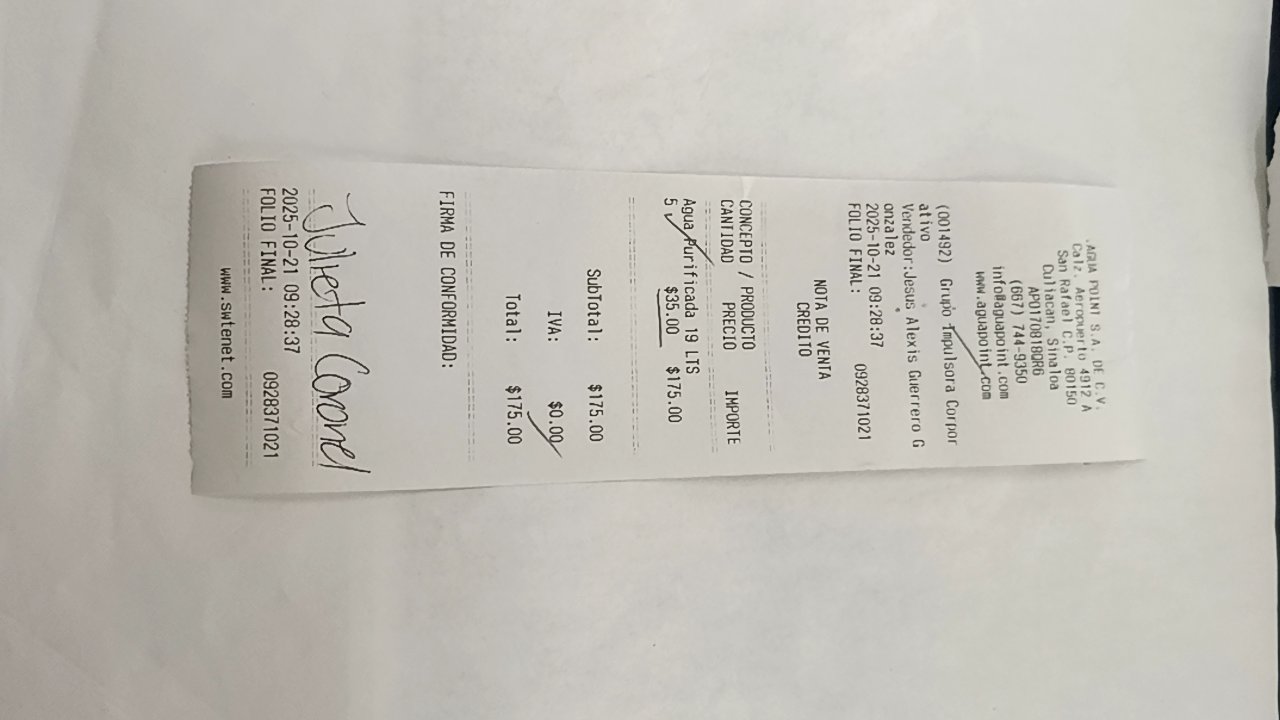 AGUA POINT S.A. DE C.V.
Calz. Aeropuerto 4912 A
San Rafael C.P. 80150
Culiacan, Sinaloa
APO170818QR6
(667) 744-9350
info@aguapoint.com
www.aguapoint.com
(001492) Grupo Impulsora Corpor
ativo
Vendedor:Jesus Alexis Guerrero G
onzalez
2025-10-21 09:28:37
FOLIO FINAL: 0928371021
NOTA DE VENTA
CREDITO
CONCEPTO / PRODUCTO
CANTIDAD PRECIO IMPORTE
Agua Purificada 19 LTS
5 $35.00 $175.00
SubTotal: $175.00
IVA: $0.00
Total: $175.00
FIRMA DE CONFORMIDAD:
Julieta Coronel
2025-10-21 09:28:37
FOLIO FINAL: 0928371021
www.swtenet.com